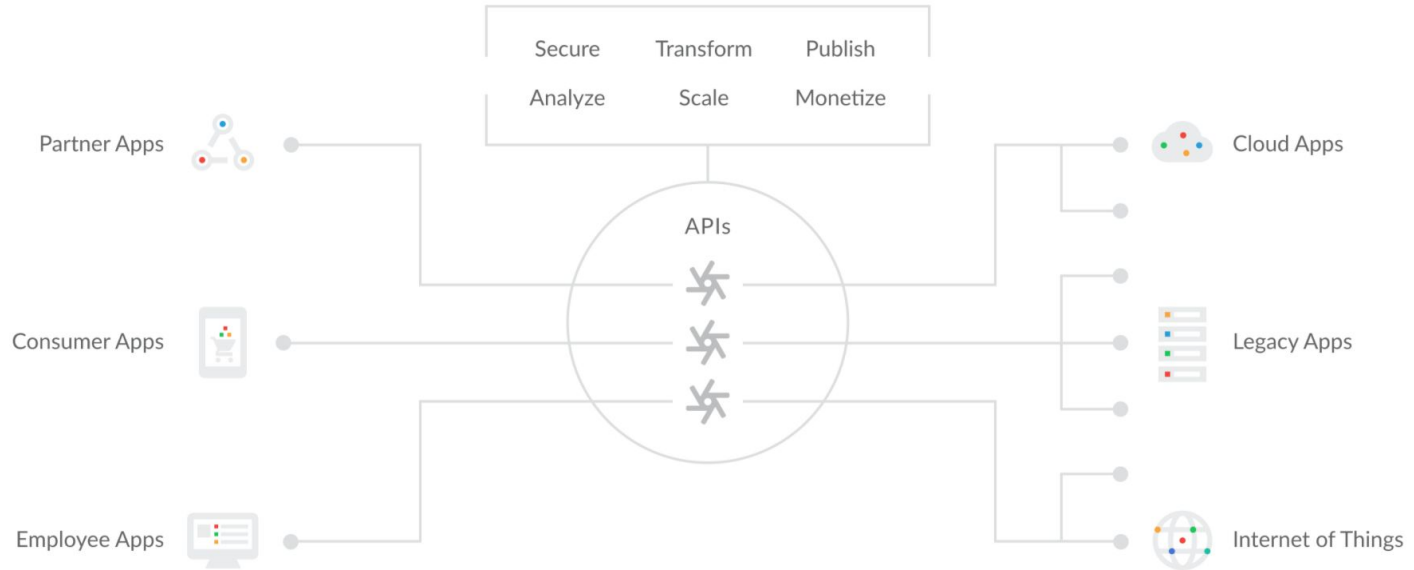 Secure Transform Publish
Analyze Scale Monetize
Partner Apps
Cloud Apps
APIs
Consumer Apps
Legacy Apps
Employee Apps
Internet of Things